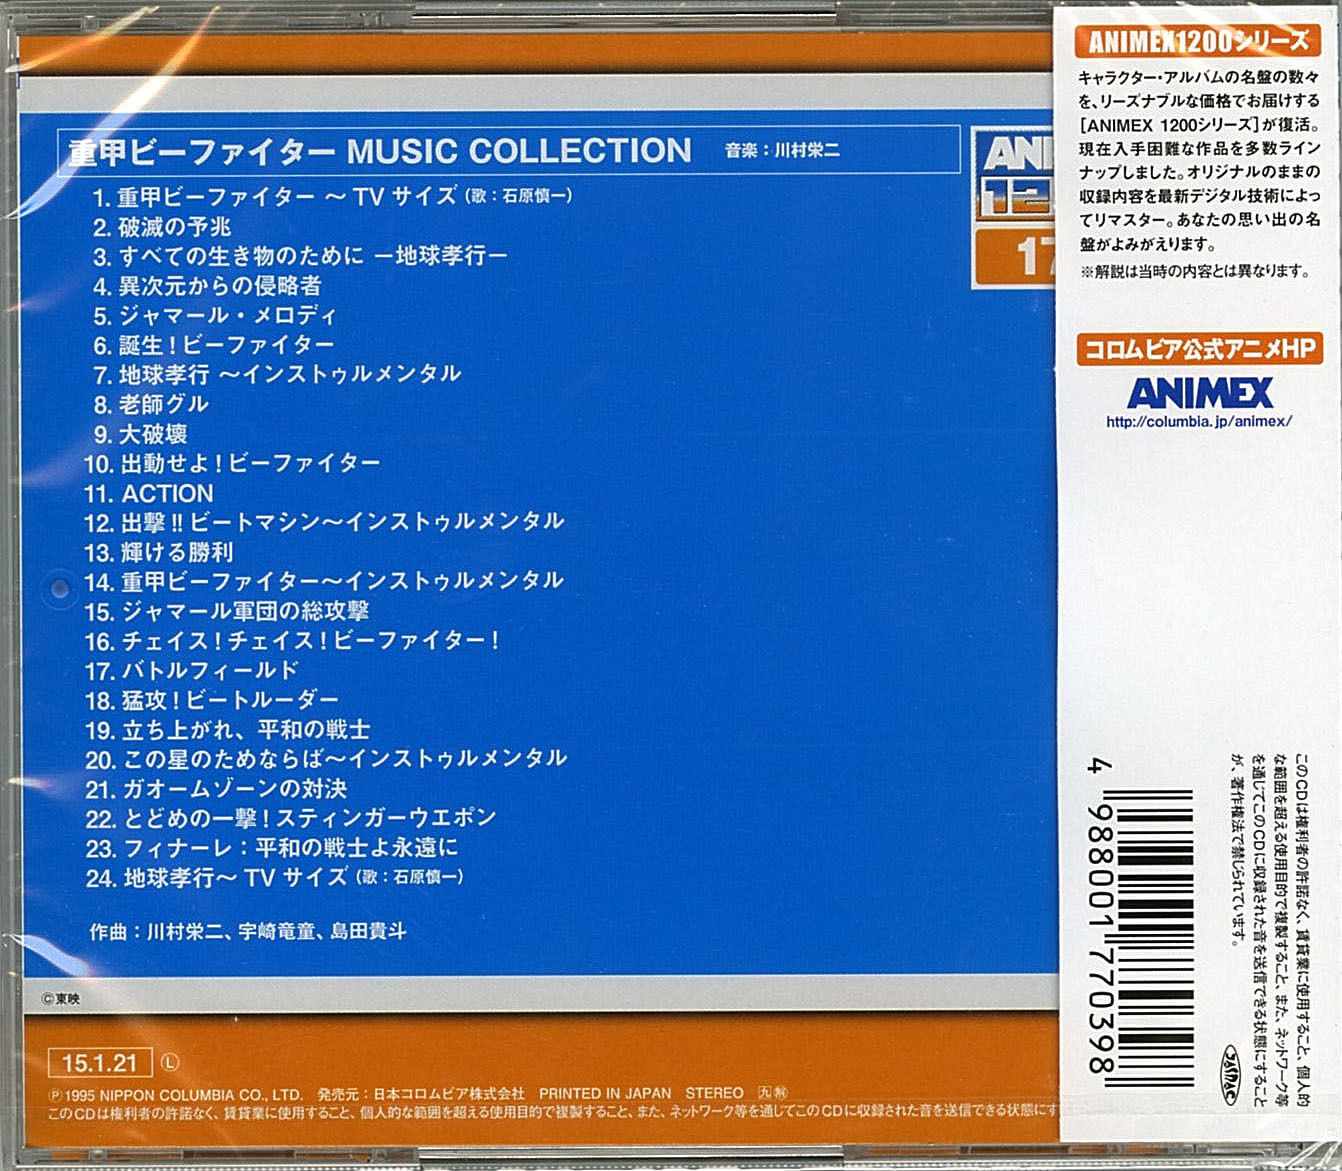 重甲ビーファイター MUSIC COLLECTION 音楽：川村栄二
1. 重甲ビーファイター ～TV サイズ（歌：石原慎一）
2. 破滅の予兆
3. すべての生き物のために －地球孝行－
4. 異次元からの侵略者
5. ジャマール・メロディ
6. 誕生！ビーファイター
7. 地球孝行 ～インストゥルメンタル
8. 老師グル
9. 大破壊
10. 出動せよ！ビーファイター
11. ACTION
12. 出撃!!ビートマシン～インストゥルメンタル
13. 輝ける勝利
14. 重甲ビーファイター～インストゥルメンタル
15. ジャマール軍団の総攻撃
16. チェイス！チェイス！ビーファイター！
17. バトルフィールド
18. 猛攻！ビートルーダー
19. 立ち上がれ、平和の戦士
20. この星のためならば～インストゥルメンタル
21. ガオームゾーンの対決
22. とどめの一撃！スティンガーウエポン
23. フィナーレ：平和の戦士よ永遠に
24. 地球孝行～TV サイズ（歌：石原慎一）
作曲：川村栄二、宇崎竜童、島田貴斗
Ⓒ東映
15.1.21 Ⓛ
Ⓟ1995 NIPPON COLUMBIA CO., LTD. 発売元：日本コロムビア株式会社 PRINTED IN JAPAN STEREO
このCDは権利者の許諾なく、賃貸業に使用すること、個人的な範囲を超える使用目的で複製すること、また、ネットワーク等を通じてこのCDに収録された音を送信できる状態にす
ANIMEX1200シリーズ
キャラクター・アルバムの名盤の数々
を、リーズナブルな価格でお届けする
［ANIMEX 1200シリーズ］が復活。
現在入手困難な作品を多数ライン
ナップしました。オリジナルのままの
収録内容を最新デジタル技術によっ
てリマスター。あなたの思い出の名
盤がよみがえります。
※解説は当時の内容とは異なります。
コロムビア公式アニメHP
ANIMEX
http://columbia.jp/animex/
このCDは権利者の許諾なく、賃貸業に使用すること、個人的
な範囲を超える使用目的で複製すること、また、ネットワーク等
を通じてこのCDに収録された音を送信できる状態にすること
が、著作権法で禁じられています。
4 988001 770398
JASRAC